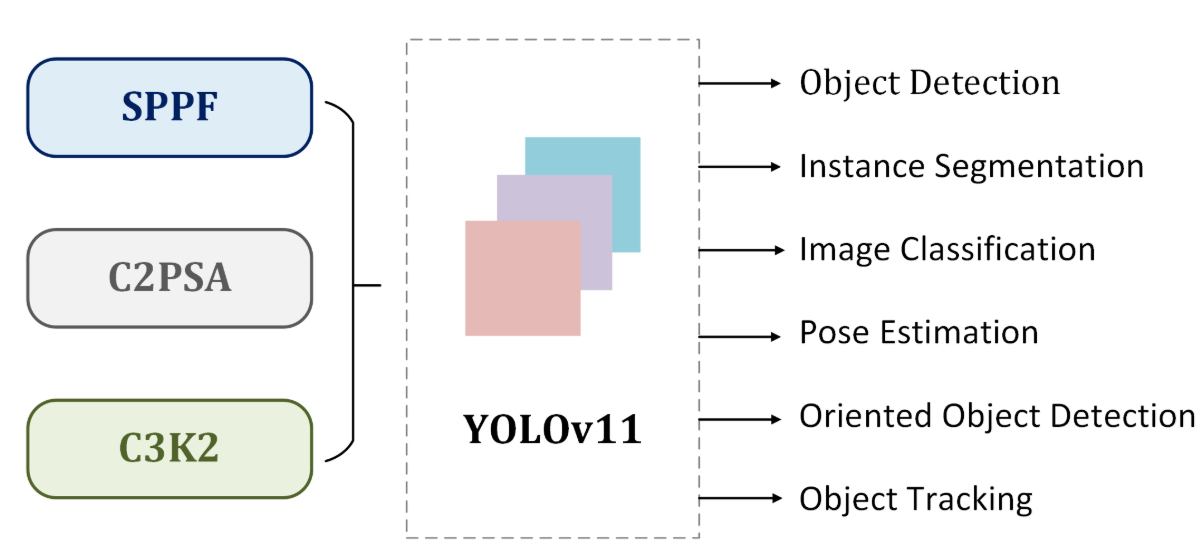 SPPF
C2PSA
C3K2
YOLOv11
Object Detection
Instance Segmentation
Image Classification
Pose Estimation
Oriented Object Detection
Object Tracking